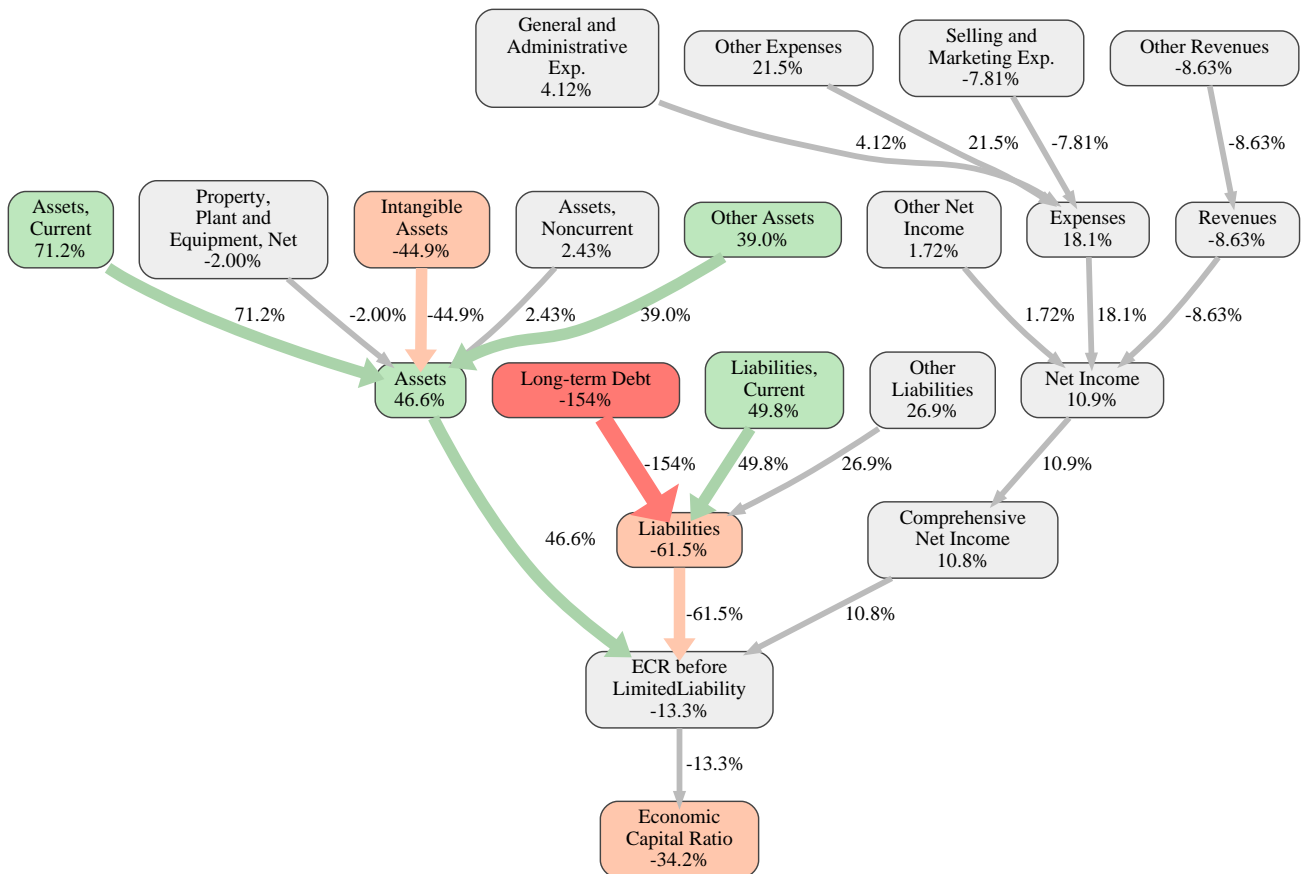 General and
Administrative
Exp.
4.12%
Other Expenses
21.5%
Selling and
Marketing Exp.
-7.81%
Other Revenues
-8.63%
4.12%
21.5%
-7.81%
-8.63%
Assets,
Current
71.2%
Property,
Plant and
Equipment, Net
-2.00%
Intangible
Assets
-44.9%
Assets,
Noncurrent
2.43%
Other Assets
39.0%
Other Net
Income
1.72%
Expenses
18.1%
Revenues
-8.63%
71.2%
-2.00%
-44.9%
2.43%
39.0%
1.72%
18.1%
-8.63%
Assets
46.6%
Long-term Debt
-154%
Liabilities,
Current
49.8%
Other
Liabilities
26.9%
Net Income
10.9%
-154%
49.8%
26.9%
10.9%
46.6%
Liabilities
-61.5%
Comprehensive
Net Income
10.8%
-61.5%
10.8%
ECR before
LimitedLiability
-13.3%
-13.3%
Economic
Capital Ratio
-34.2%